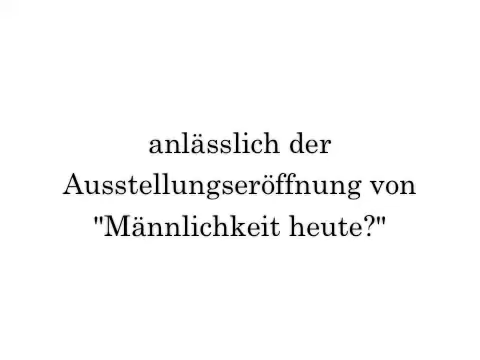 anlässlich der
Ausstellungseröffnung von
"Männlichkeit heute?"